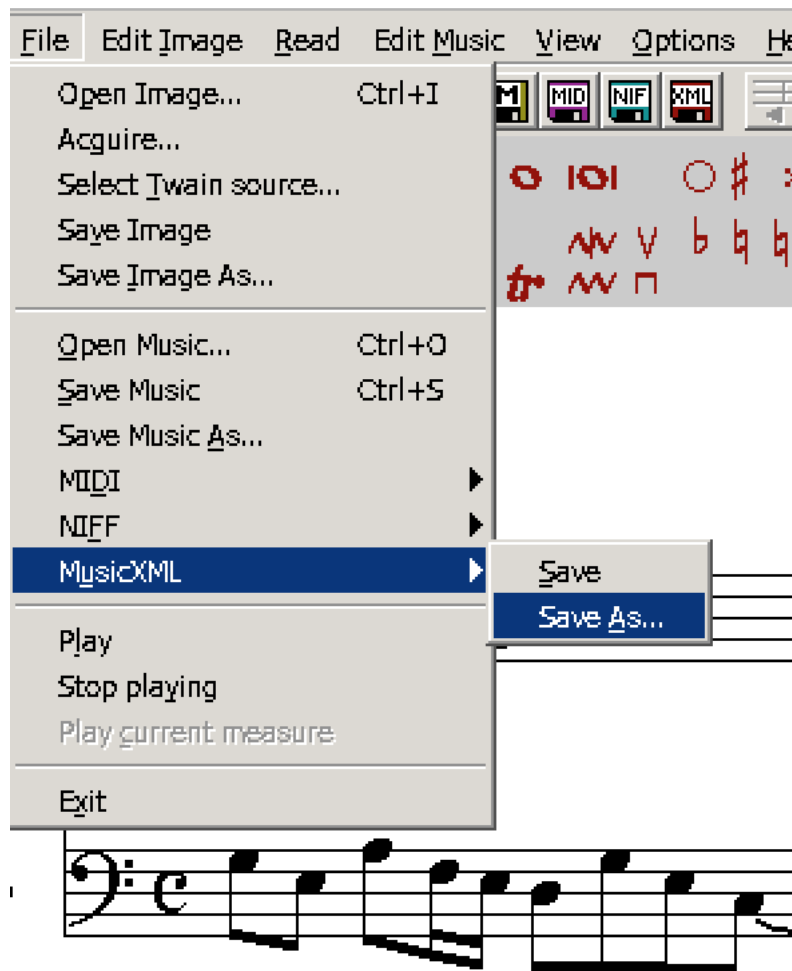 File Edit Image Read Edit Music View Options
Open Image... Ctrl+I
Acquire...
Select Twain source...
Save Image
Save Image As...
Open Music... Ctrl+O
Save Music Ctrl+S
Save Music As...
MIDI
NIFF
MusicXML
Save
Save As...
Play
Stop playing
Play current measure
Exit
M MID NIF XML
tr